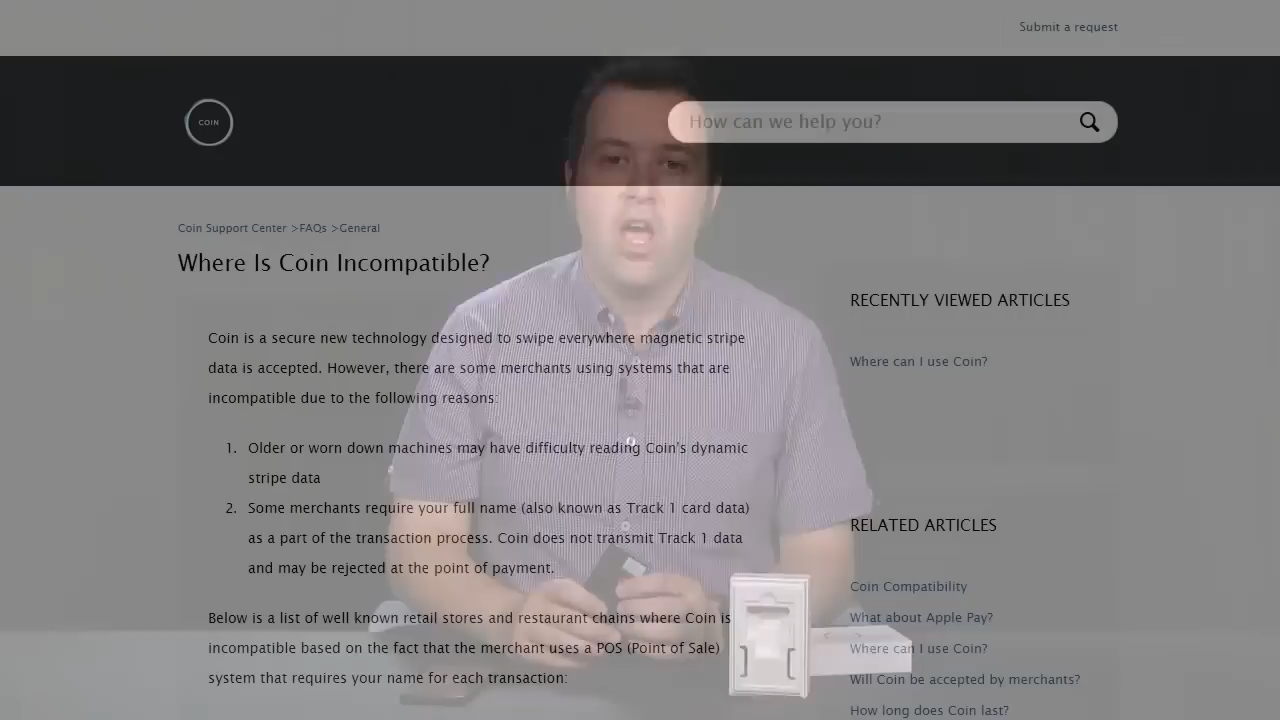 Submit a request
COIN
How can we help you?
Coin Support Center >FAQs >General
Where Is Coin Incompatible?
Coin is a secure new technology designed to swipe everywhere magnetic stripe
data is accepted. However, there are some merchants using systems that are
incompatible due to the following reasons:
1. Older or worn down machines may have difficulty reading Coin's dynamic
stripe data
2. Some merchants require your full name (also known as Track 1 card data)
as a part of the transaction process. Coin does not transmit Track 1 data
and may be rejected at the point of payment.
Below is a list of well known retail stores and restaurant chains where Coin is
incompatible based on the fact that the merchant uses a POS (Point of Sale)
system that requires your name for each transaction:
RECENTLY VIEWED ARTICLES
Where can I use Coin?
RELATED ARTICLES
Coin Compatibility
What about Apple Pay?
Where can I use Coin?
Will Coin be accepted by merchants?
How long does Coin last?